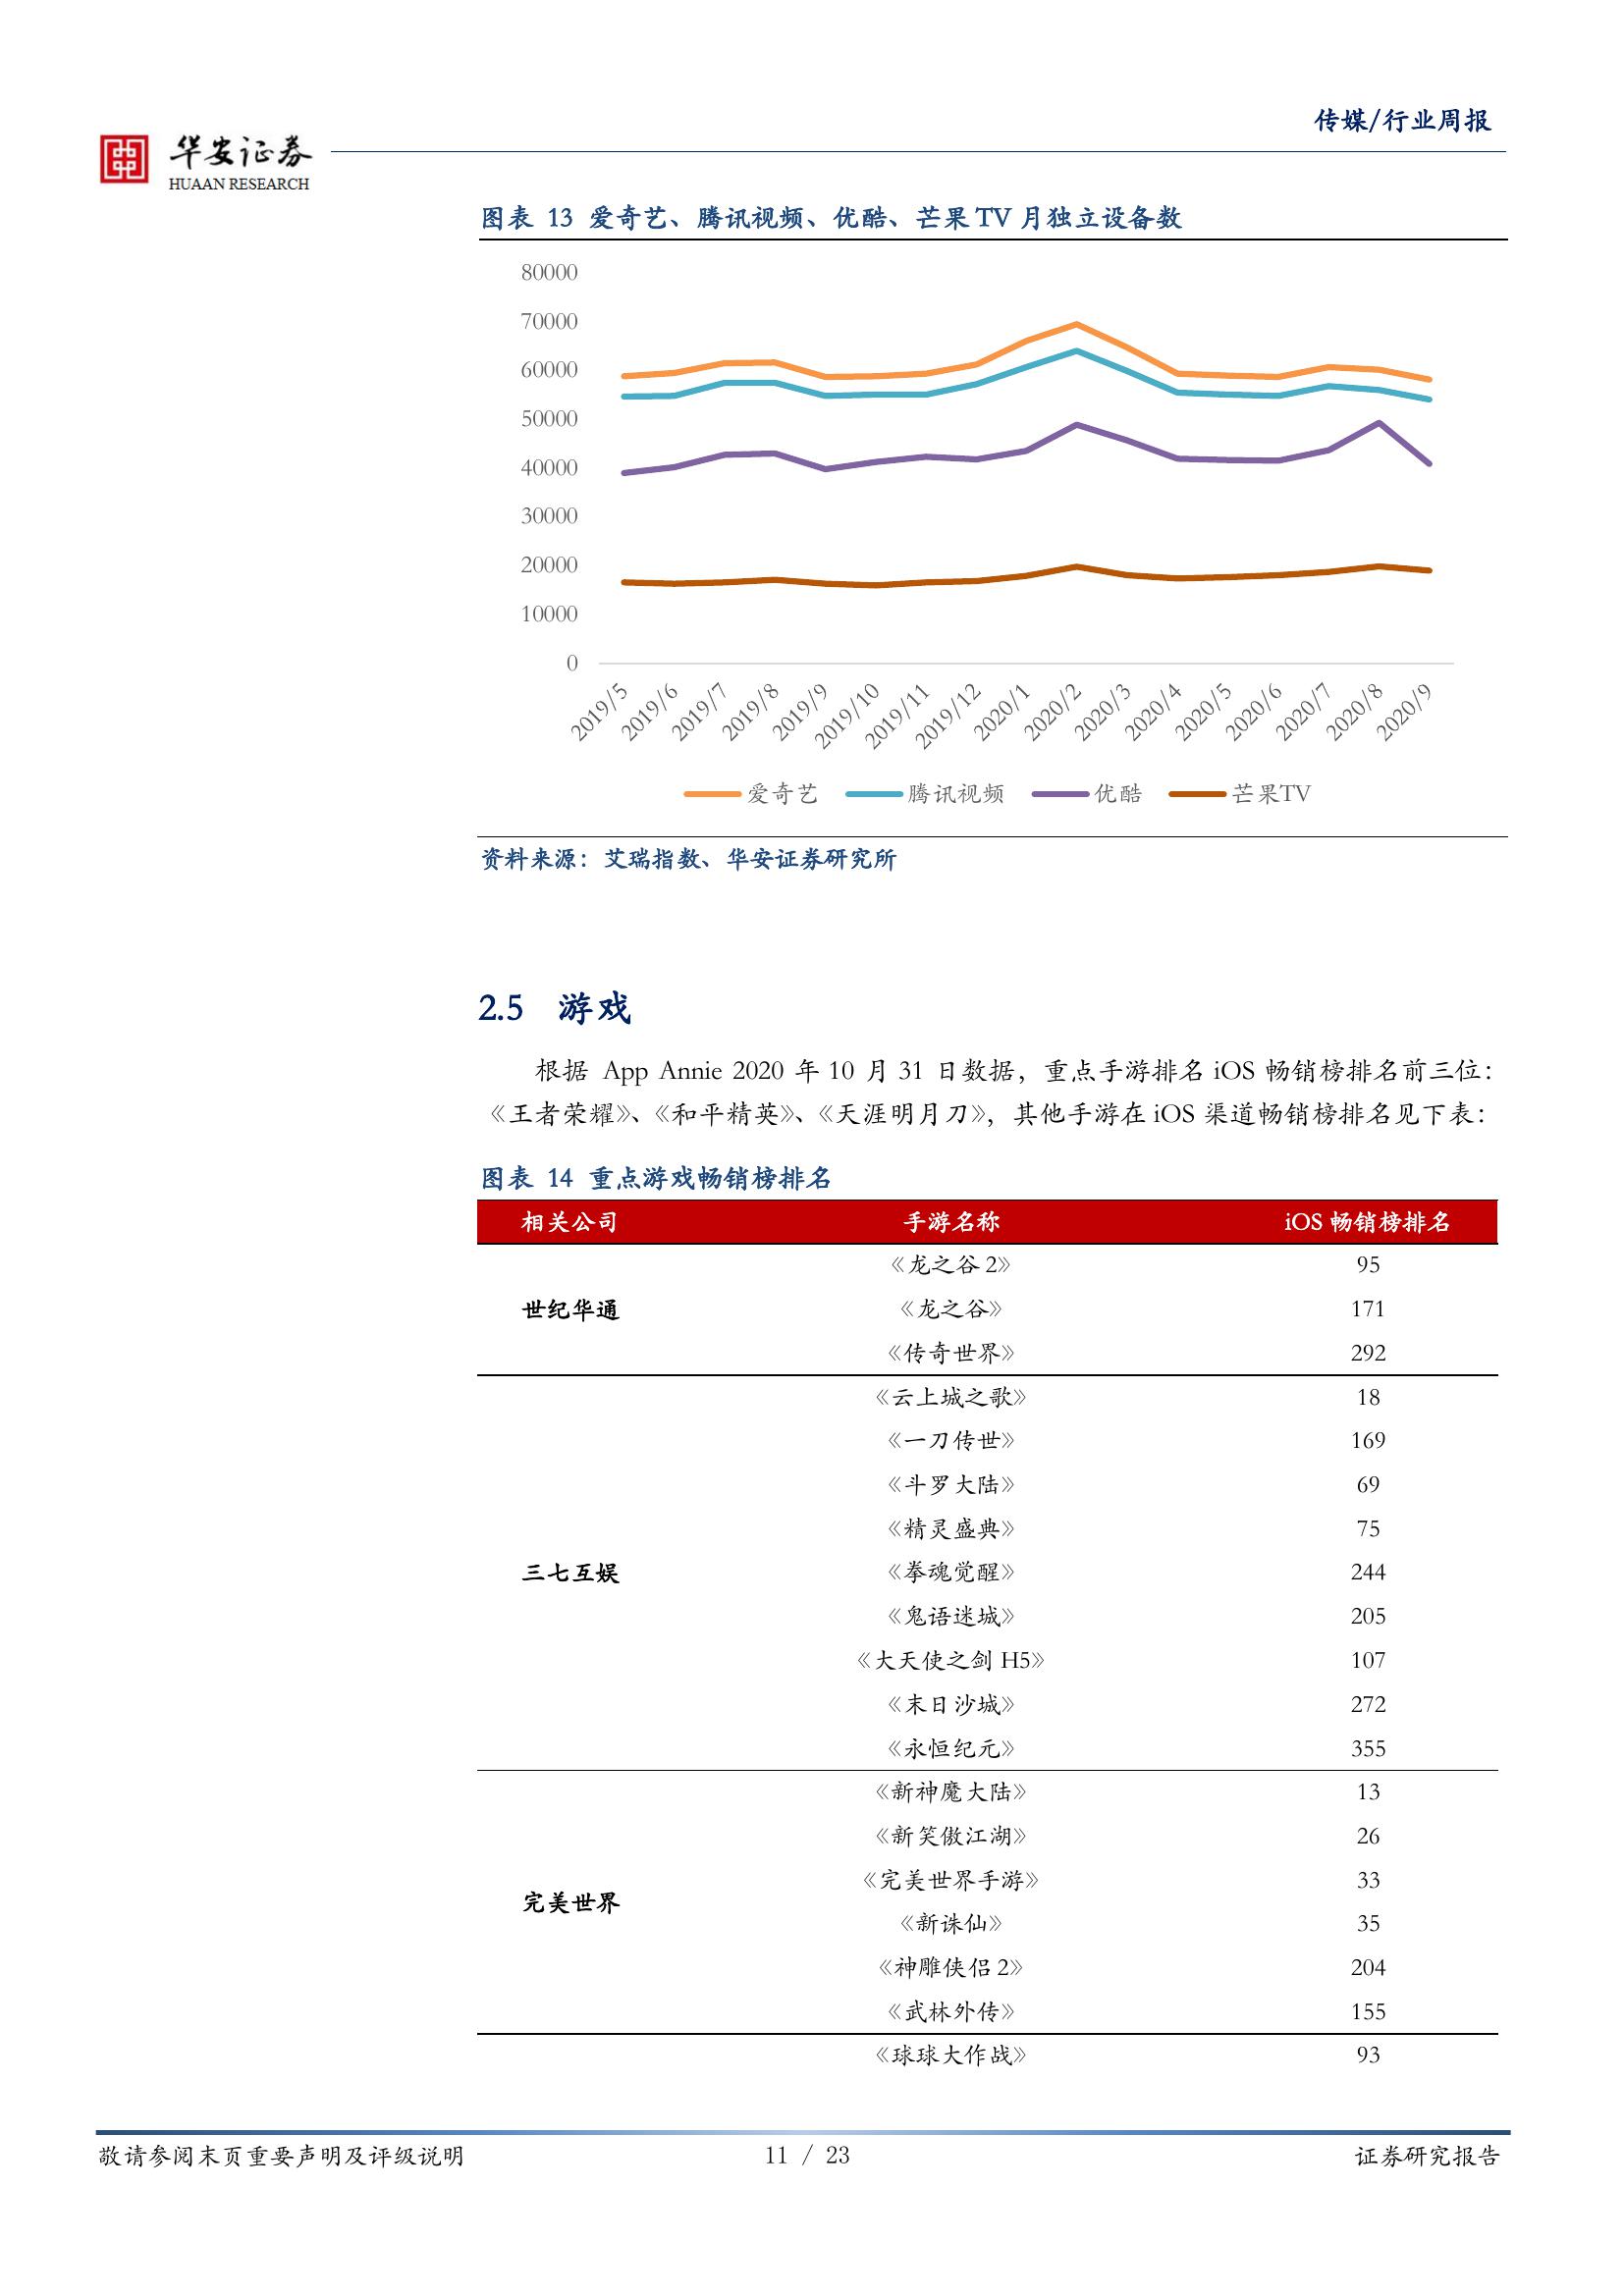 传媒/行业周报
华安证券
HUAAN RESEARCH
图表 13 爱奇艺、腾讯视频、优酷、芒果 TV 月独立设备数
80000
70000
60000
50000
40000
30000
20000
10000
0
2019/5 2019/6 2019/7 2019/8 2019/9 2019/10 2019/11 2019/12 2020/1 2020/2 2020/3 2020/4 2020/5 2020/6 2020/7 2020/8 2020/9
爱奇艺 腾讯视频 优酷 芒果TV
资料来源：艾瑞指数、华安证券研究所
2.5 游戏
根据 App Annie 2020 年 10 月 31 日数据，重点手游排名 iOS 畅销榜排名前三位：
《王者荣耀》、《和平精英》、《天涯明月刀》，其他手游在 iOS 渠道畅销榜排名见下表：
图表 14 重点游戏畅销榜排名
相关公司 手游名称 iOS 畅销榜排名
《龙之谷 2》 95
世纪华通 《龙之谷》 171
《传奇世界》 292
《云上城之歌》 18
《一刀传世》 169
《斗罗大陆》 69
《精灵盛典》 75
三七互娱 《拳魂觉醒》 244
《鬼语迷城》 205
《大天使之剑 H5》 107
《末日沙城》 272
《永恒纪元》 355
《新神魔大陆》 13
《新笑傲江湖》 26
《完美世界手游》 33
完美世界
《新诛仙》 35
《神雕侠侣 2》 204
《武林外传》 155
《球球大作战》 93
敬请参阅末页重要声明及评级说明 11 / 23 证券研究报告